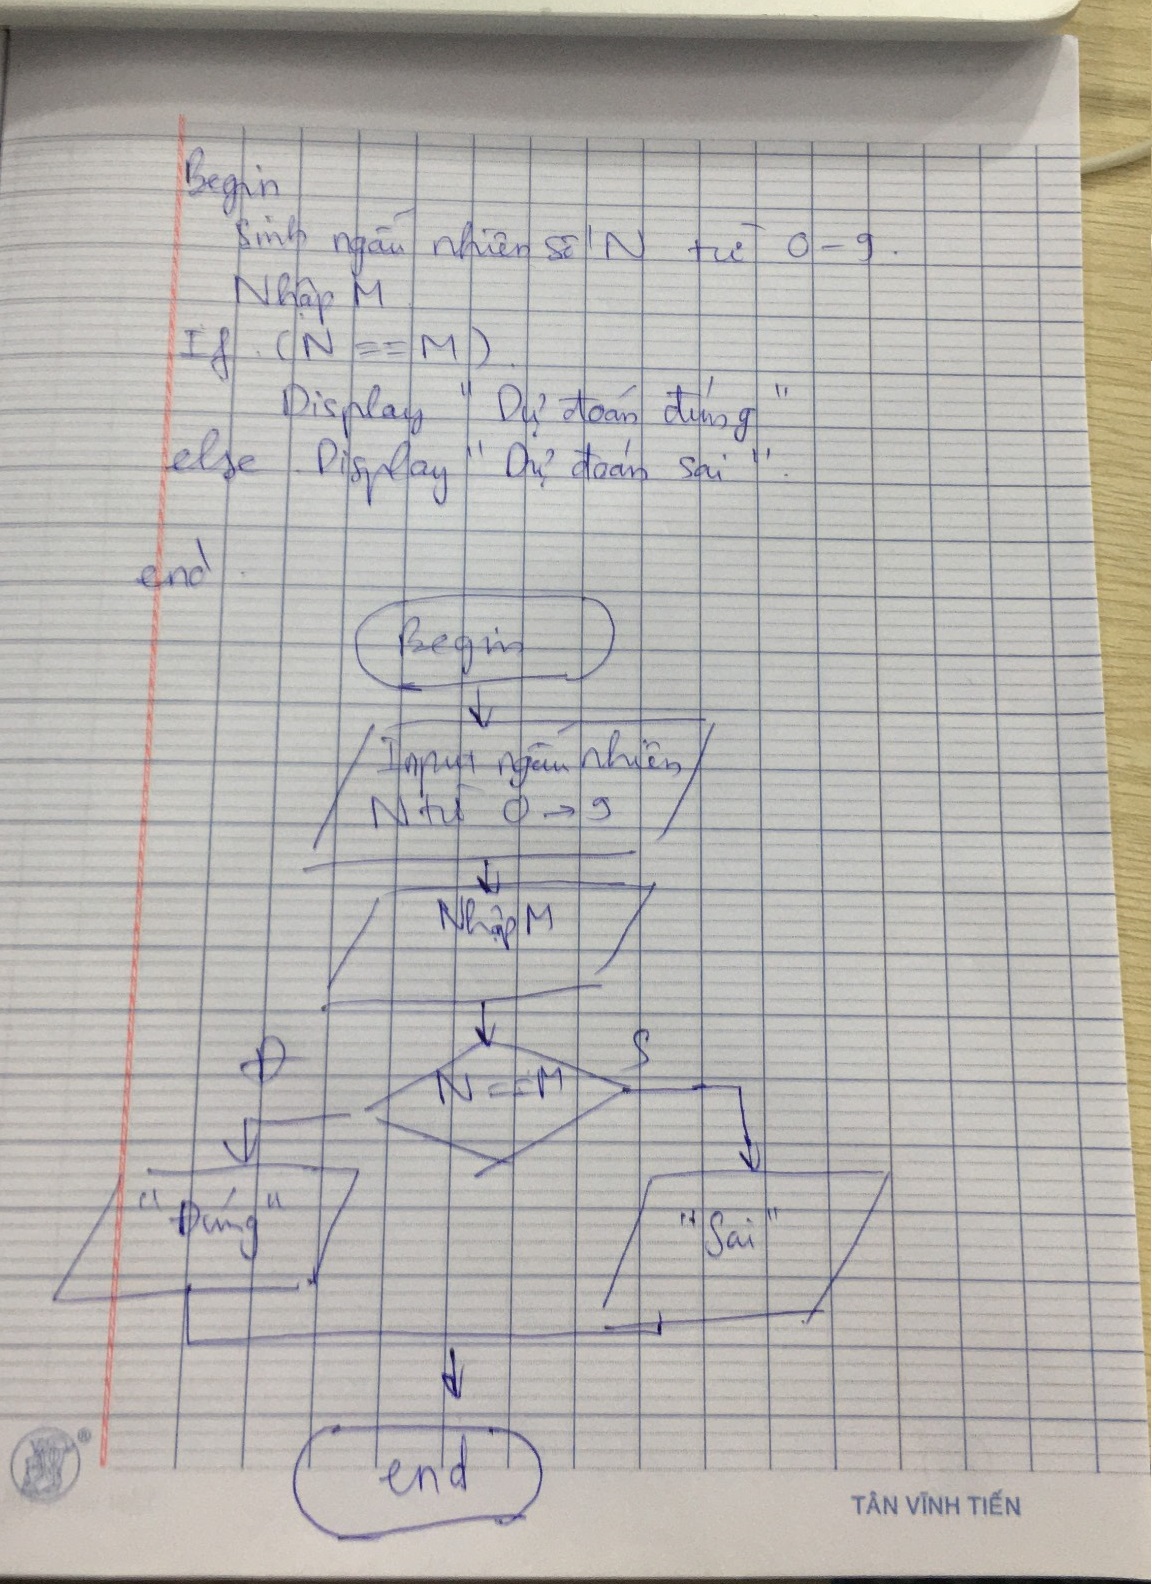 Begin
Sinh ngẫu nhiên số N từ 0-9.
Nhập M
If (N == M)
Display "Dự đoán đúng"
else Display "Dự đoán sai".
end.
Begin
Input ngẫu nhiên
N từ 0 → 9
Nhập M
Đ
S
N == M
"Đúng"
"Sai"
end
®
TÂN VĨNH TIẾN